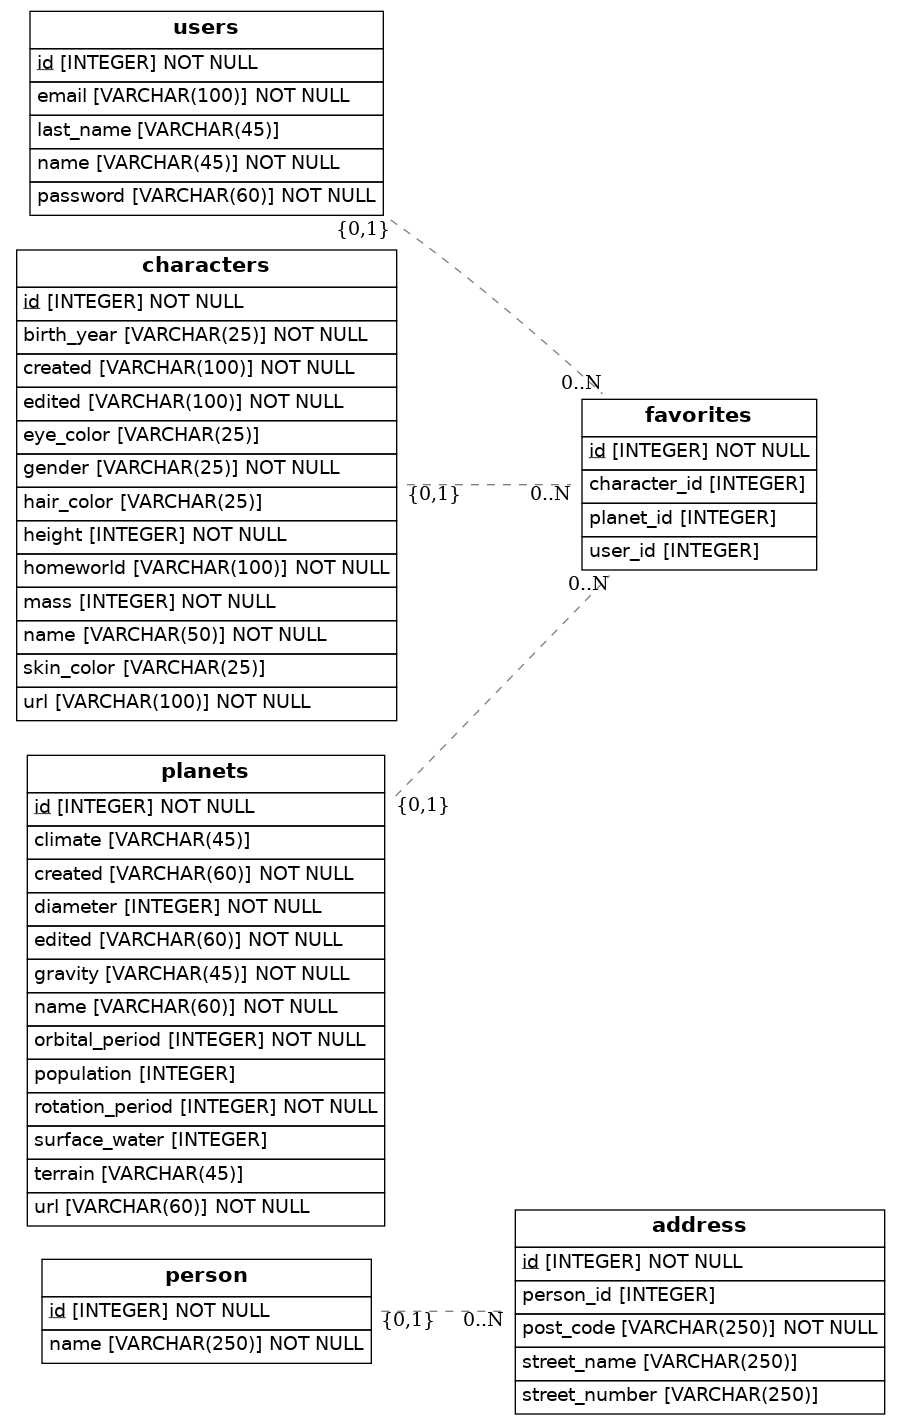 users
id [INTEGER] NOT NULL
email [VARCHAR(100)] NOT NULL
last_name [VARCHAR(45)]
name [VARCHAR(45)] NOT NULL
password [VARCHAR(60)] NOT NULL
{0,1}
0..N
characters
id [INTEGER] NOT NULL
birth_year [VARCHAR(25)] NOT NULL
created [VARCHAR(100)] NOT NULL
edited [VARCHAR(100)] NOT NULL
eye_color [VARCHAR(25)]
gender [VARCHAR(25)] NOT NULL
hair_color [VARCHAR(25)]
height [INTEGER] NOT NULL
homeworld [VARCHAR(100)] NOT NULL
mass [INTEGER] NOT NULL
name [VARCHAR(50)] NOT NULL
skin_color [VARCHAR(25)]
url [VARCHAR(100)] NOT NULL
{0,1}
0..N
favorites
id [INTEGER] NOT NULL
character_id [INTEGER]
planet_id [INTEGER]
user_id [INTEGER]
0..N
{0,1}
planets
id [INTEGER] NOT NULL
climate [VARCHAR(45)]
created [VARCHAR(60)] NOT NULL
diameter [INTEGER] NOT NULL
edited [VARCHAR(60)] NOT NULL
gravity [VARCHAR(45)] NOT NULL
name [VARCHAR(60)] NOT NULL
orbital_period [INTEGER] NOT NULL
population [INTEGER]
rotation_period [INTEGER] NOT NULL
surface_water [INTEGER]
terrain [VARCHAR(45)]
url [VARCHAR(60)] NOT NULL
person
id [INTEGER] NOT NULL
name [VARCHAR(250)] NOT NULL
{0,1}
0..N
address
id [INTEGER] NOT NULL
person_id [INTEGER]
post_code [VARCHAR(250)] NOT NULL
street_name [VARCHAR(250)]
street_number [VARCHAR(250)]